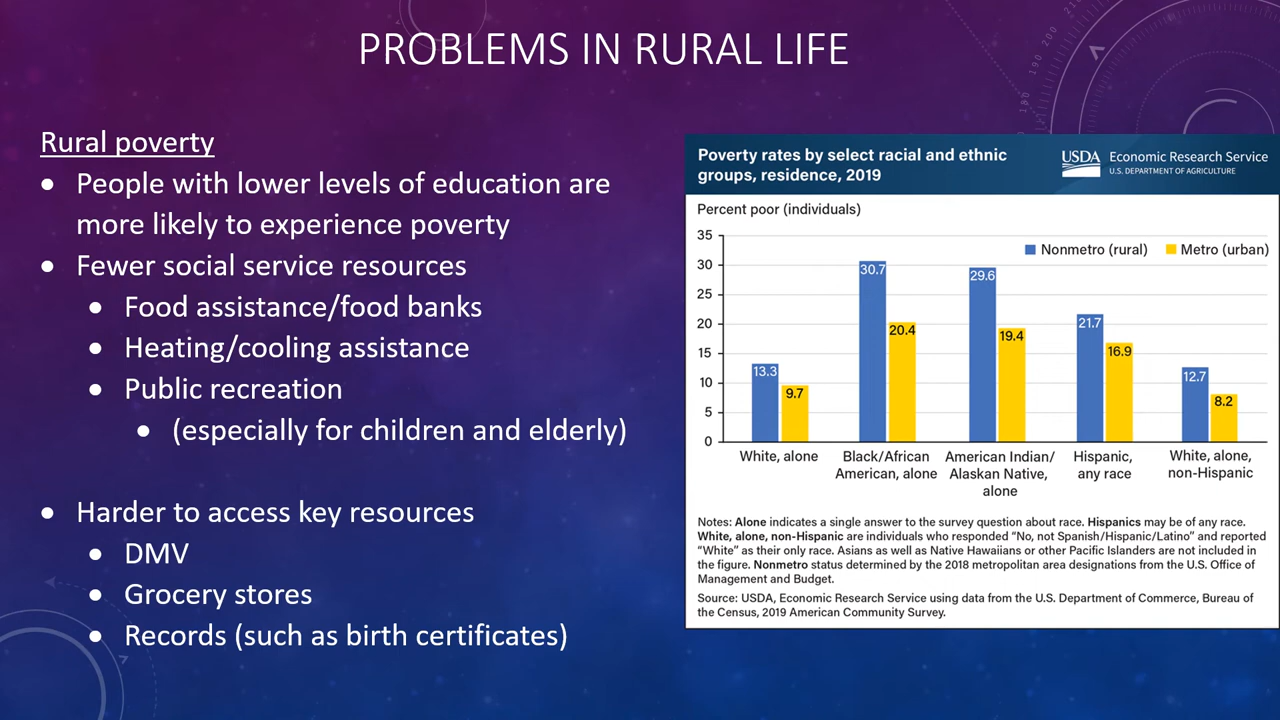 PROBLEMS IN RURAL LIFE
Rural poverty
• People with lower levels of education are
more likely to experience poverty
• Fewer social service resources
• Food assistance/food banks
• Heating/cooling assistance
• Public recreation
• (especially for children and elderly)
• Harder to access key resources
• DMV
• Grocery stores
• Records (such as birth certificates)
Poverty rates by select racial and ethnic
groups, residence, 2019
USDA Economic Research Service
U.S. DEPARTMENT OF AGRICULTURE
Percent poor (individuals)
Nonmetro (rural) Metro (urban)
35
30
25
20
15
10
5
0
13.3 9.7
30.7 20.4
29.6 19.4
21.7 16.9
12.7 8.2
White, alone
Black/African
American, alone
American Indian/
Alaskan Native,
alone
Hispanic,
any race
White, alone,
non-Hispanic
Notes: Alone indicates a single answer to the survey question about race. Hispanics may be of any race.
White, alone, non-Hispanic are individuals who responded “No, not Spanish/Hispanic/Latino” and reported
“White” as their only race. Asians as well as Native Hawaiians or other Pacific Islanders are not included in
the figure. Nonmetro status determined by the 2018 metropolitan area designations from the U.S. Office of
Management and Budget.
Source: USDA, Economic Research Service using data from the U.S. Department of Commerce, Bureau of
the Census, 2019 American Community Survey.